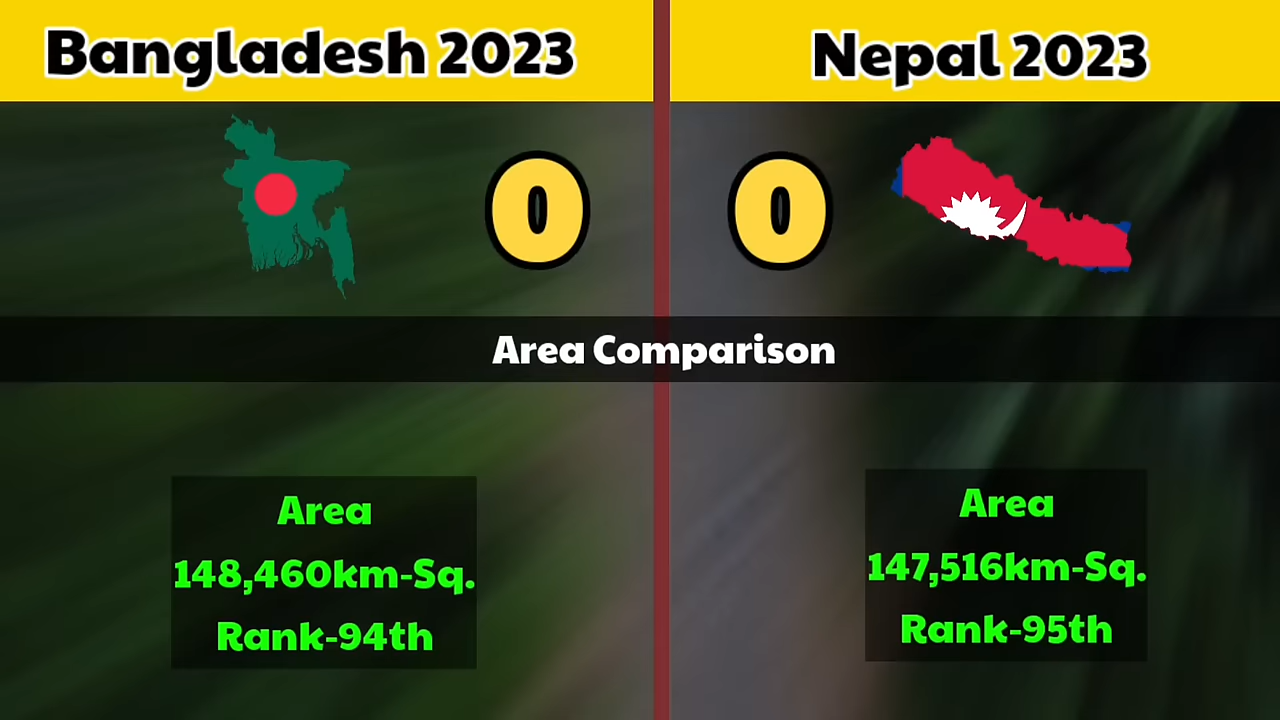 Bangladesh 2023
Nepal 2023
0
0
Area Comparison
Area
148,460km-Sq.
Rank-94th
Area
147,516km-Sq.
Rank-95th